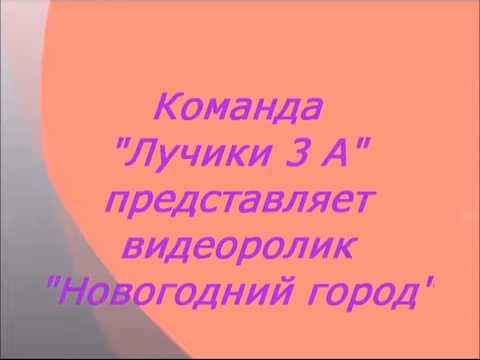 Команда
"Лучики 3 А"
представляет
видеоролик
"Новогодний город"